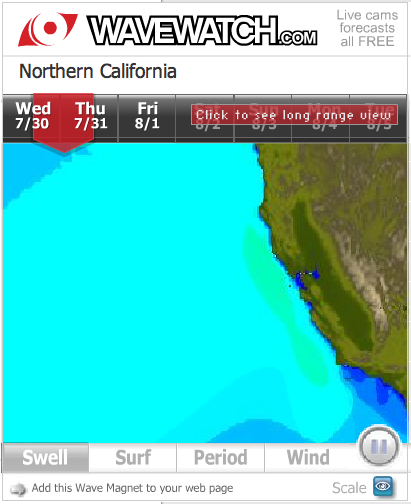 WAVEWATCH.COM
Live cams
forecasts
all FREE
Northern California
Wed Thu Fri Sat Sun Mon Tue
7/30 7/31 8/1 8/2 8/3 8/4 8/5
Click to see long range view
Swell Surf Period Wind
Add this Wave Magnet to your web page
Scale